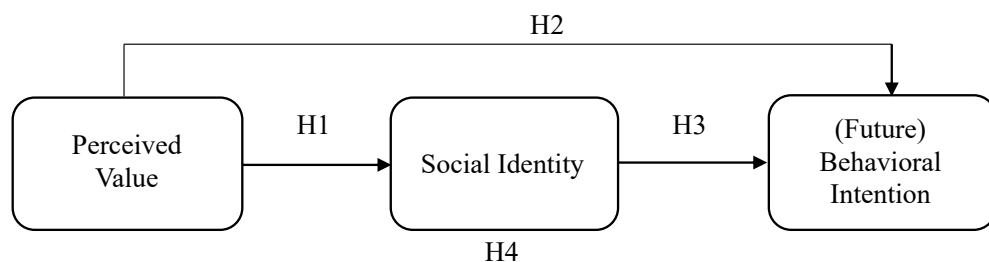 H2
H1
H3
Perceived
Value
Social Identity
(Future)
Behavioral
Intention
H4